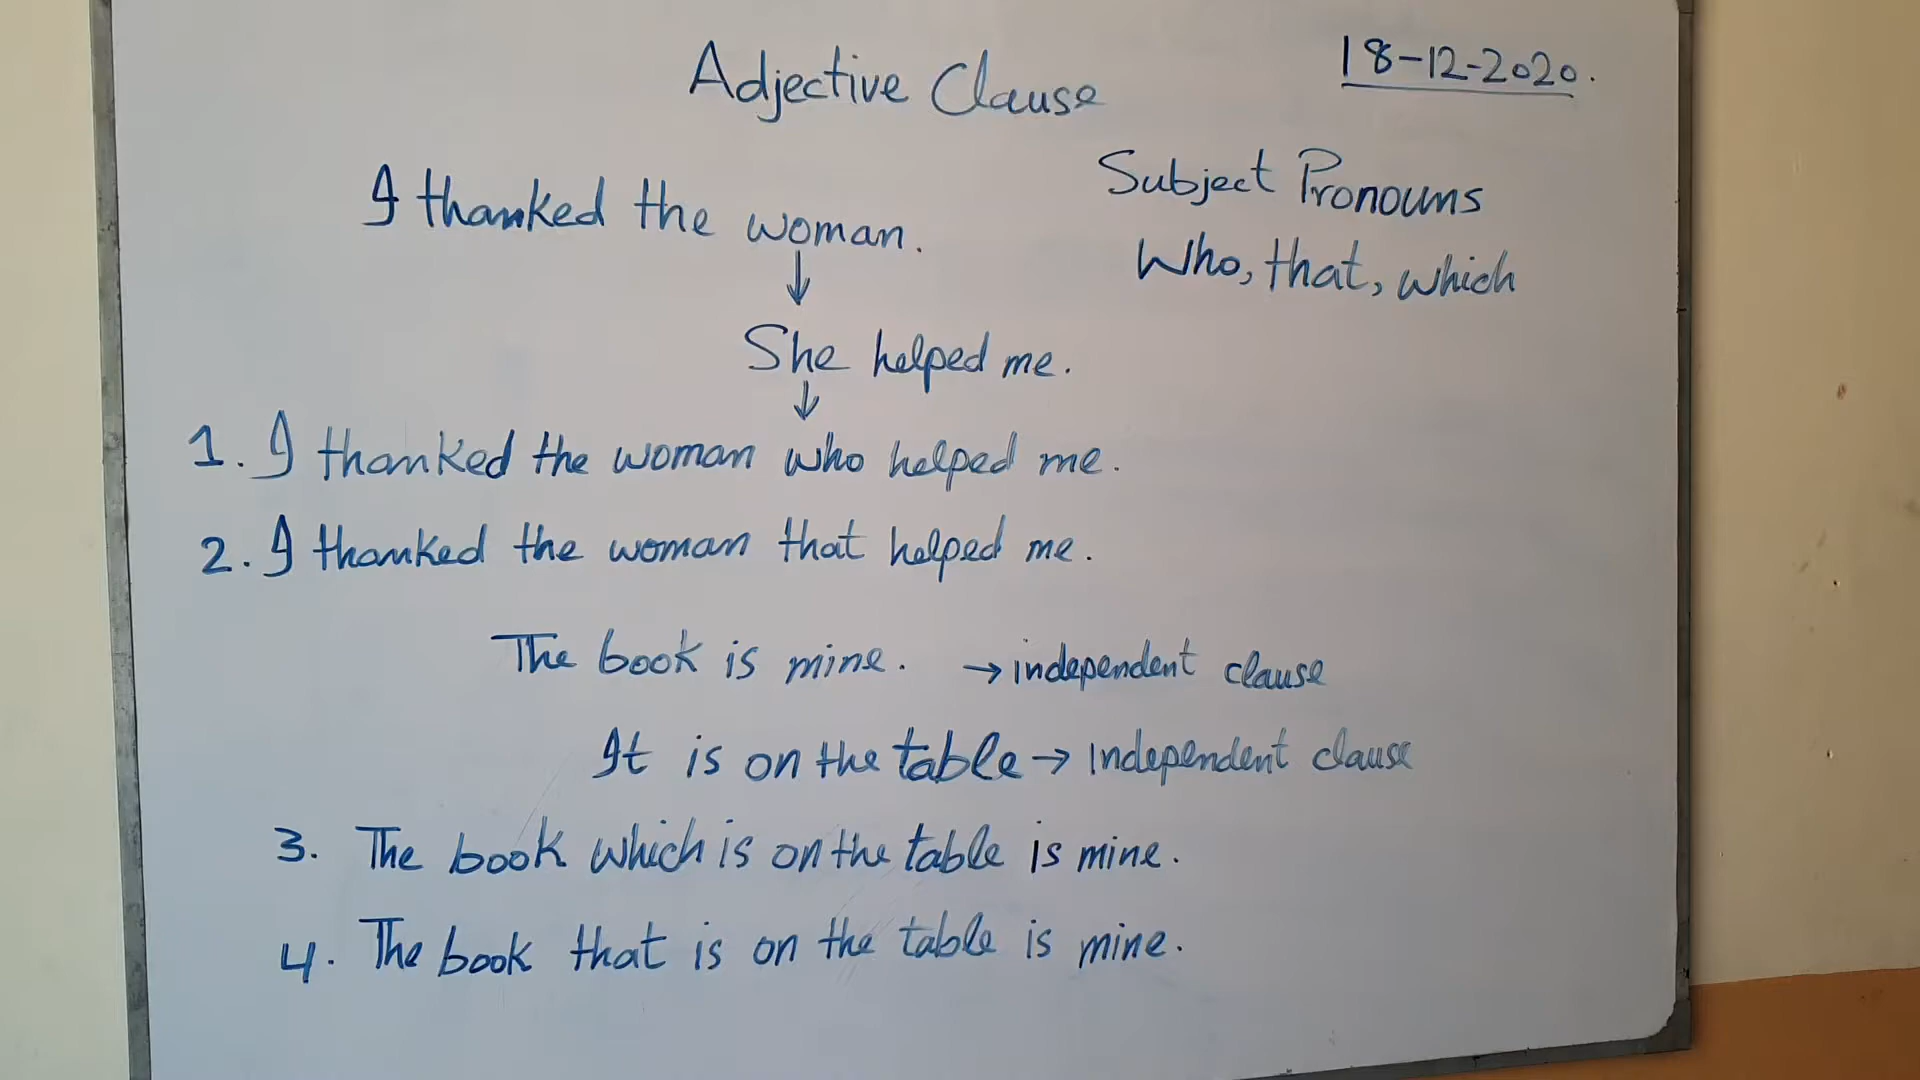 Adjective Clause
18-12-2020.
Subject Pronouns
Who, that, which
I thanked the woman.
↓
She helped me.
↓
1. I thanked the woman who helped me.
2. I thanked the woman that helped me.
The book is mine. → independent clause
It is on the table → independent clause
3. The book which is on the table is mine.
4. The book that is on the table is mine.